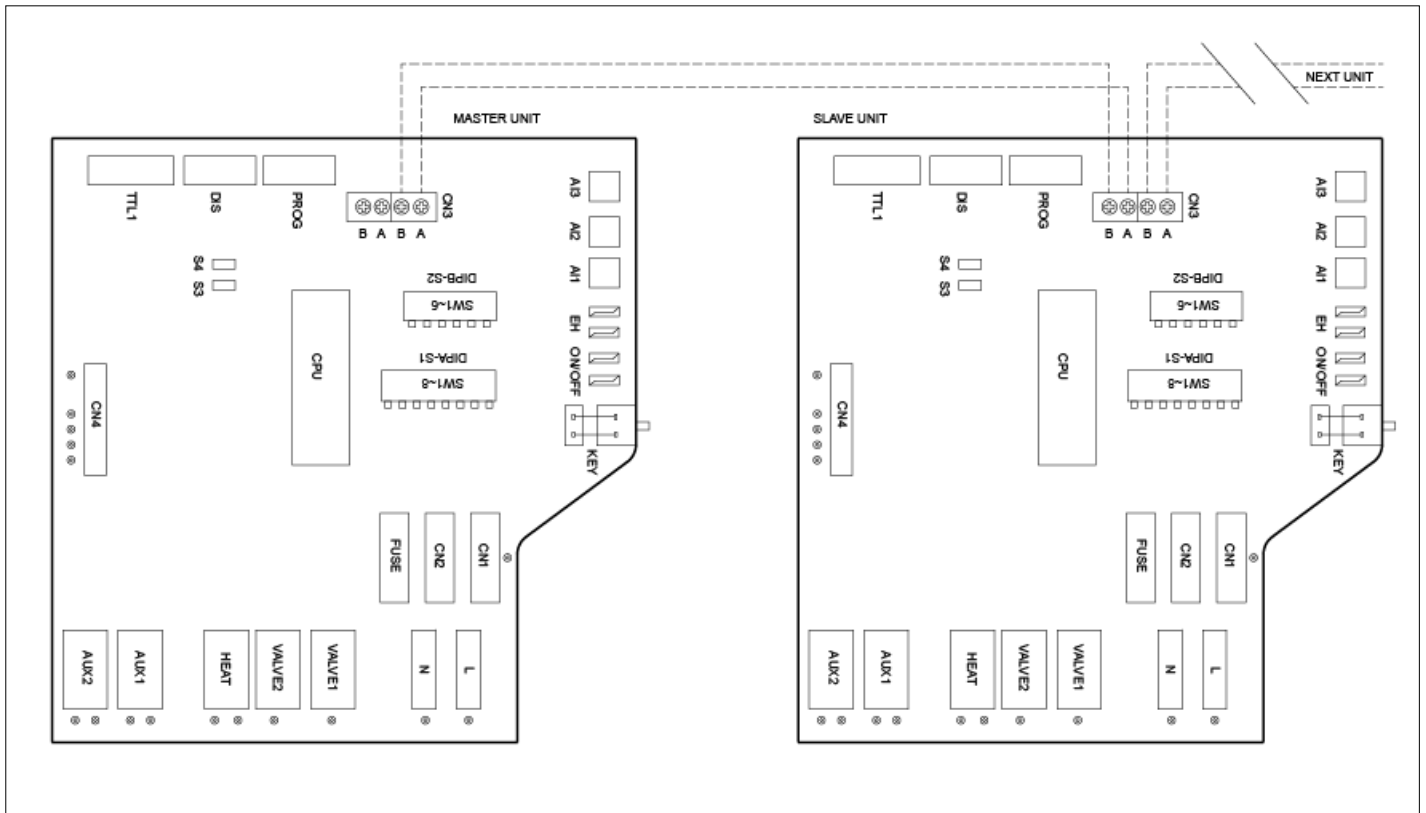 NEXT UNIT
MASTER UNIT
SLAVE UNIT
TTL1
DIS
PROG
CN3
B A B A
AI3
AI2
AI1
S4
S3
DIPB-S2
SW1~6
DIPA-S1
SW1~8
CPU
EH
ON/OFF
KEY
CN4
FUSE
CN2
CN1
AUX2
AUX1
HEAT
VALVE2
VALVE1
N
L
TTL1
DIS
PROG
CN3
B A B A
AI3
AI2
AI1
S4
S3
DIPB-S2
SW1~6
DIPA-S1
SW1~8
CPU
EH
ON/OFF
KEY
CN4
FUSE
CN2
CN1
AUX2
AUX1
HEAT
VALVE2
VALVE1
N
L